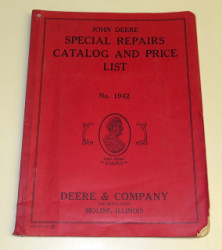 JOHN DEERE
SPECIAL REPAIRS
CATALOG AND PRICE
LIST
No. 1942
DEERE & COMPANY
MOLINE, ILLINOIS